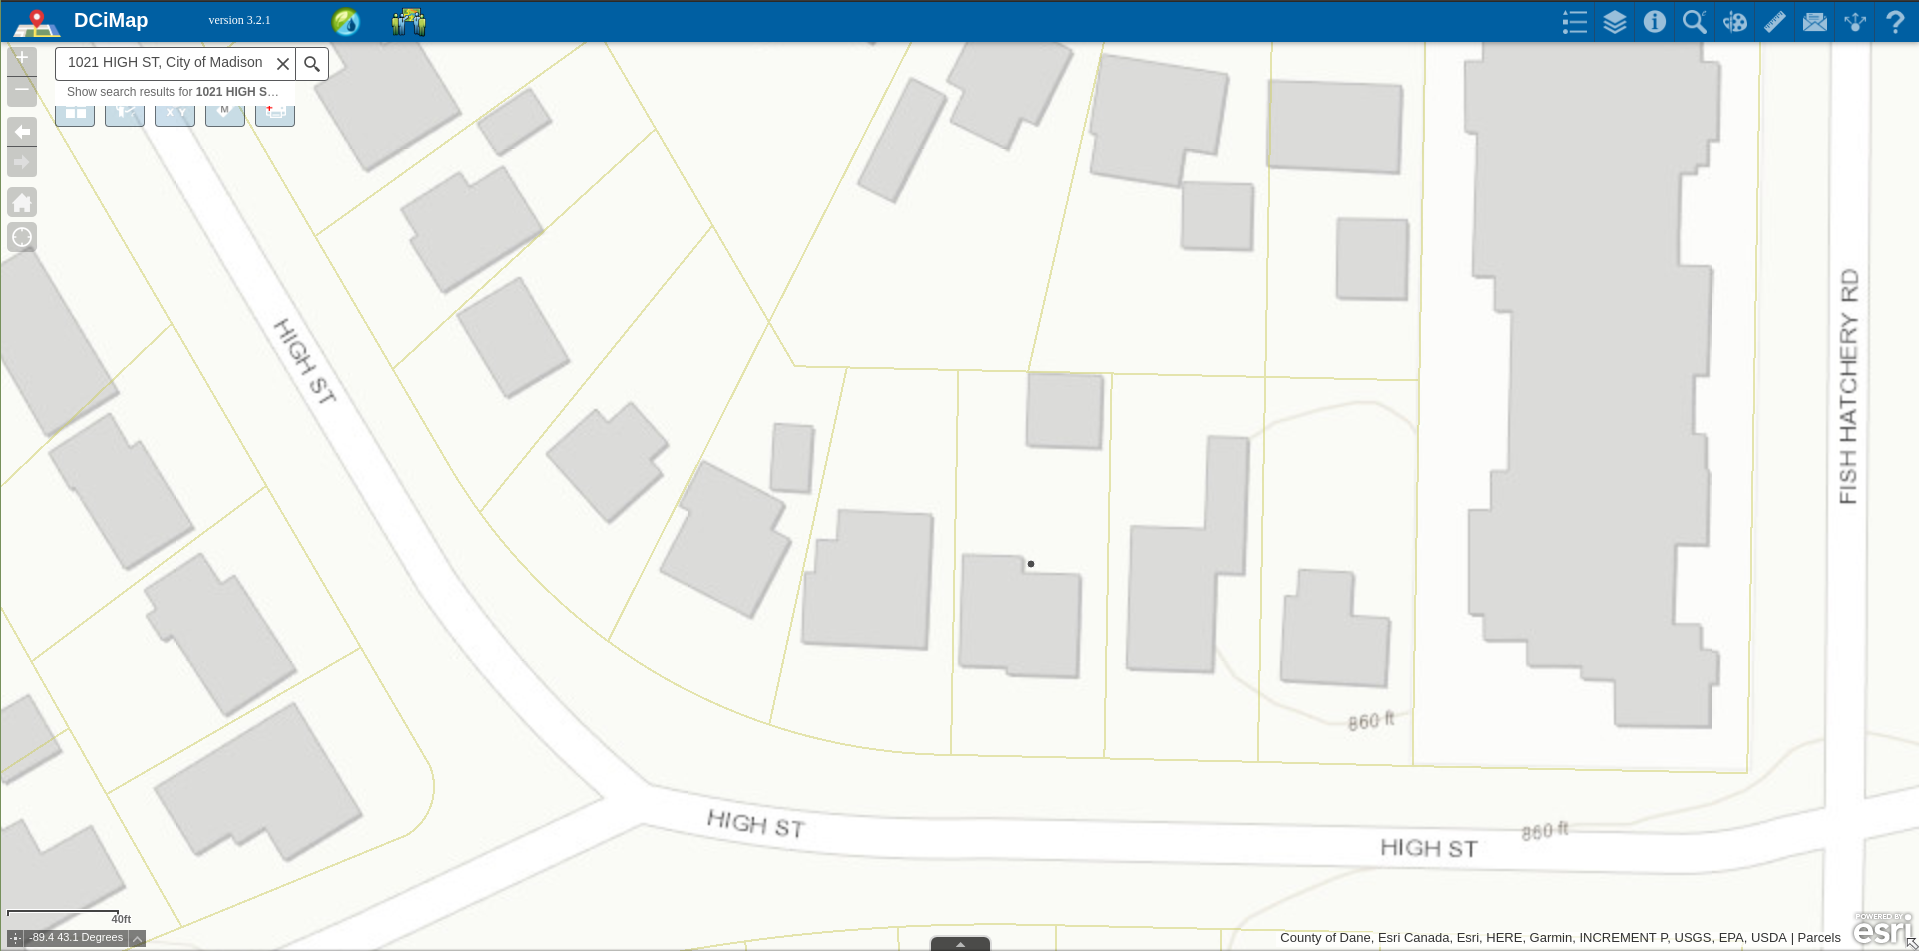 DCiMap
version 3.2.1
1021 HIGH ST, City of Madison
Show search results for 1021 HIGH S...
X Y
M
HIGH ST
FISH HATCHERY RD
860 ft
HIGH ST
860 ft
HIGH ST
40ft
-89.4 43.1 Degrees
County of Dane, Esri Canada, Esri, HERE, Garmin, INCREMENT P, USGS, EPA, USDA | Parcels
POWERED BY
esri